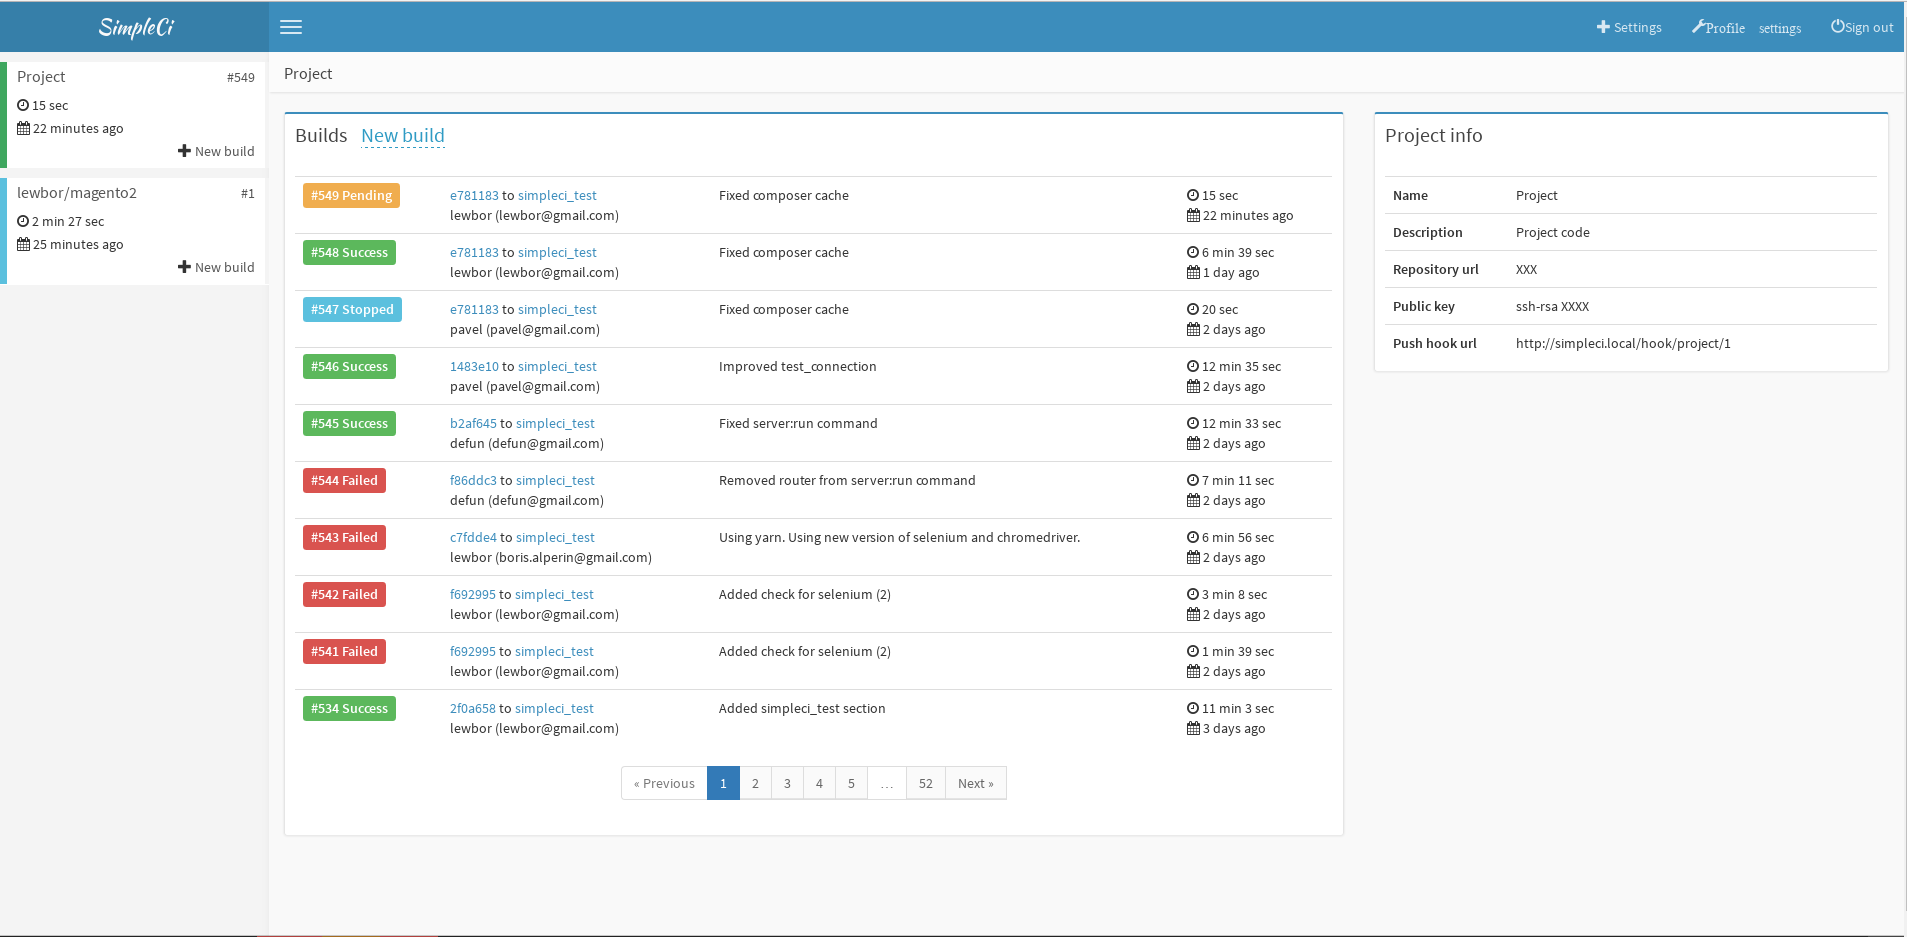 SimpleCi
Settings
Profile settings
Sign out
Project #549
15 sec
22 minutes ago
New build
lewbor/magento2 #1
2 min 27 sec
25 minutes ago
New build
Project
Builds New build
#549 Pending e781183 to simpleci_test Fixed composer cache 15 sec
lewbor (lewbor@gmail.com) 22 minutes ago
#548 Success e781183 to simpleci_test Fixed composer cache 6 min 39 sec
lewbor (lewbor@gmail.com) 1 day ago
#547 Stopped e781183 to simpleci_test Fixed composer cache 20 sec
pavel (pavel@gmail.com) 2 days ago
#546 Success 1483e10 to simpleci_test Improved test_connection 12 min 35 sec
pavel (pavel@gmail.com) 2 days ago
#545 Success b2af645 to simpleci_test Fixed server:run command 12 min 33 sec
defun (defun@gmail.com) 2 days ago
#544 Failed f86ddc3 to simpleci_test Removed router from server:run command 7 min 11 sec
defun (defun@gmail.com) 2 days ago
#543 Failed c7fdde4 to simpleci_test Using yarn. Using new version of selenium and chromedriver. 6 min 56 sec
lewbor (boris.alperin@gmail.com) 2 days ago
#542 Failed f692995 to simpleci_test Added check for selenium (2) 3 min 8 sec
lewbor (lewbor@gmail.com) 2 days ago
#541 Failed f692995 to simpleci_test Added check for selenium (2) 1 min 39 sec
lewbor (lewbor@gmail.com) 2 days ago
#534 Success 2f0a658 to simpleci_test Added simpleci_test section 11 min 3 sec
lewbor (lewbor@gmail.com) 3 days ago
« Previous 1 2 3 4 5 ... 52 Next »
Project info
Name Project
Description Project code
Repository url XXX
Public key ssh-rsa XXXX
Push hook url http://simpleci.local/hook/project/1